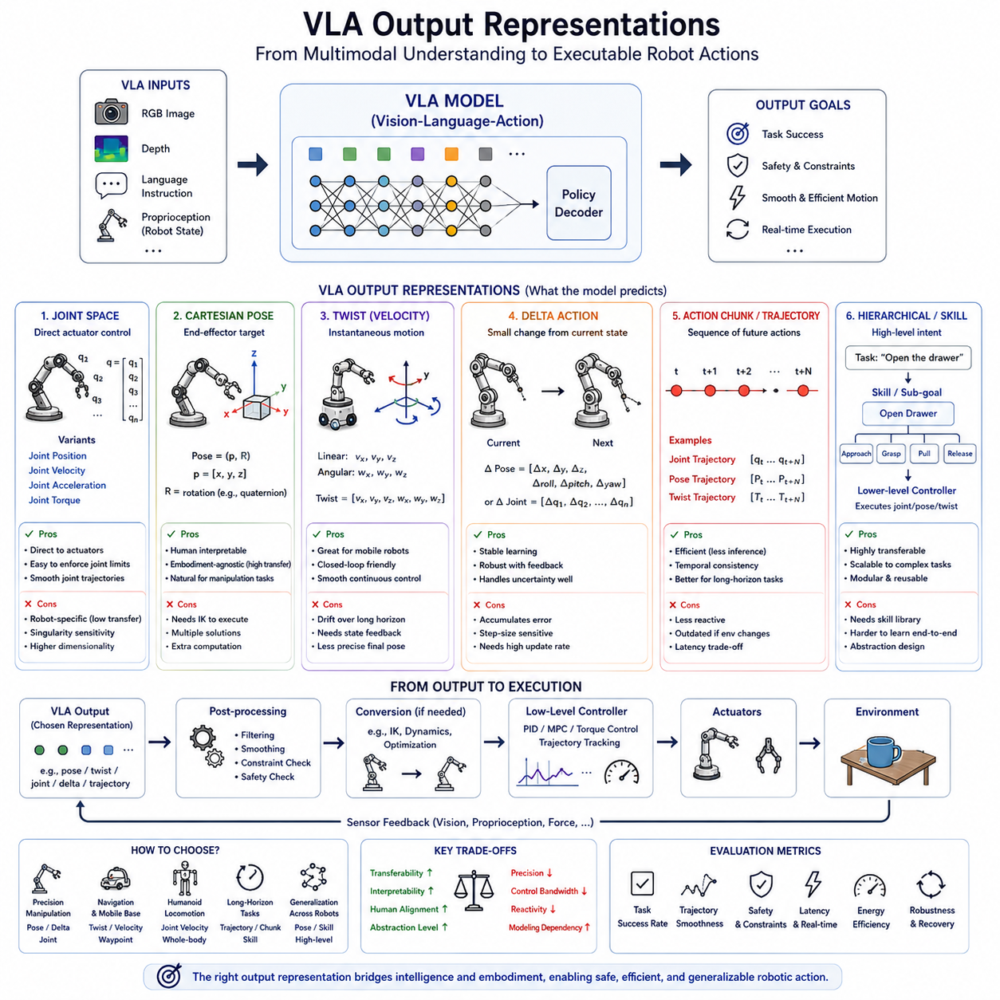 VLA Output Representations
From Multimodal Understanding to Executable Robot Actions
VLA INPUTS
RGB Image
Depth
Language
Instruction
Proprioception
(Robot State)
...
VLA MODEL
(Vision-Language-Action)
...
Policy
Decoder
OUTPUT GOALS
Task Success
Safety & Constraints
Smooth & Efficient Motion
Real-time Execution
...
VLA OUTPUT REPRESENTATIONS (What the model predicts)
1. JOINT SPACE
Direct actuator control
q2
q2
q3
...
q = [q1
q2
q3
...
qn]
Variants
Joint Position
Joint Velocity
Joint Acceleration
Joint Torque
✓ Pros
• Direct to actuators
• Easy to enforce joint limits
• Smooth joint trajectories
✗ Cons
• Robot-specific (low transfer)
• Singularity sensitivity
• Higher dimensionality
2. CARTESIAN POSE
End-effector target
z
y
x
y
Pose = (p, R)
p = [x, y, z]
R = rotation (e.g., quaternion)
✓ Pros
• Human interpretable
• Embodiment-agnostic (high transfer)
• Natural for manipulation tasks
✗ Cons
• Needs IK to execute
• Multiple solutions
• Extra computation
3. TWIST (VELOCITY)
Instantaneous motion
y
Linear: vx, vy, vz
Angular: wx, wy, wz
Twist = [vx, vy, vz, wx, wy, wz]
✓ Pros
• Great for mobile robots
• Closed-loop friendly
• Smooth continuous control
✗ Cons
• Drift over long horizon
• Needs state feedback
• Less precise final pose
4. DELTA ACTION
Small change from current state
Current
Next
Δ Pose = [Δx, Δy, Δz,
Δroll, Δpitch, Δyaw]
or Δ Joint = [Δq1, Δq2, ..., Δqn]
✓ Pros
• Stable learning
• Robust with feedback
• Handles uncertainty well
✗ Cons
• Accumulates error
• Step-size sensitive
• Needs high update rate
5. ACTION CHUNK / TRAJECTORY
Sequence of future actions
t t+1 t+2 ... t+N
Examples
Joint Trajectory [qt ... qt+N]
Pose Trajectory [Pt ... Pt+N]
Twist Trajectory [Tt ... Tt+N]
✓ Pros
• Efficient (less inference)
• Temporal consistency
• Better for long-horizon tasks
✗ Cons
• Less reactive
• Outdated if env changes
• Latency trade-off
6. HIERARCHICAL / SKILL
High-level intent
Task: “Open the drawer”
Skill / Sub-goal
Open Drawer
Approach Grasp Pull Release
Lower-level Controller
Executes joint/pose/twist
✓ Pros
• Highly transferable
• Scalable to complex tasks
• Modular & reusable
✗ Cons
• Needs skill library
• Harder to learn end-to-end
• Abstraction design
FROM OUTPUT TO EXECUTION
VLA Output
(Chosen Representation)
...
e.g., pose / twist /
joint / delta / trajectory
Post-processing
• Filtering
• Smoothing
• Constraint Check
• Safety Check
Conversion (if needed)
e.g., IK, Dynamics,
Optimization
Low-Level Controller
PID / MPC / Torque Control
Trajectory Tracking
...
Actuators
Environment
Sensor Feedback (Vision, Proprioception, Force, ...)
HOW TO CHOOSE?
Precision
Manipulation
Pose / Delta
Joint
Navigation
& Mobile Base
Twist / Velocity
Waypoint
Humanoid
Locomotion
Joint Velocity
Whole-body
Long-Horizon
Tasks
Trajectory / Chunk
Skill
Generalization
Across Robots
Pose / Skill
High-level
KEY TRADE-OFFS
Transferability ↑
Interpretability ↑
Human Alignment ↑
Abstraction Level ↑
Precision ↓
Control Bandwidth ↓
Reactivity ↓
Modeling Dependency ↑
EVALUATION METRICS
Task
Success Rate
Trajectory
Smoothness
Safety
& Constraints
Latency
& Real-time
Energy
Efficiency
Robustness
& Recovery
The right output representation bridges intelligence and embodiment, enabling safe, efficient, and generalizable robotic action.